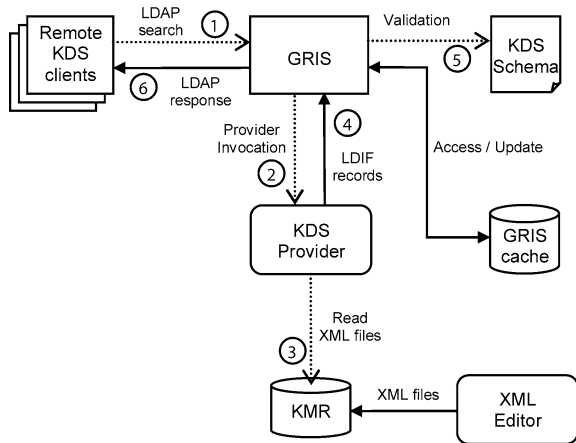 Remote
KDS
clients
LDAP
search
1
GRIS
Validation
5
KDS
Schema
6
LDAP
response
Provider
Invocation
2
4
LDIF
records
Access / Update
KDS
Provider
GRIS
cache
3
Read
XML files
KMR
XML files
XML
Editor